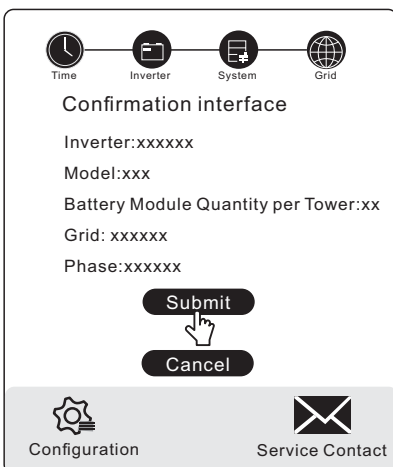 Time Inverter System Grid
Confirmation interface
Inverter:xxxxxx
Model:xxx
Battery Module Quantity per Tower:xx
Grid: xxxxxx
Phase:xxxxxx
Submit
Cancel
Configuration Service Contact